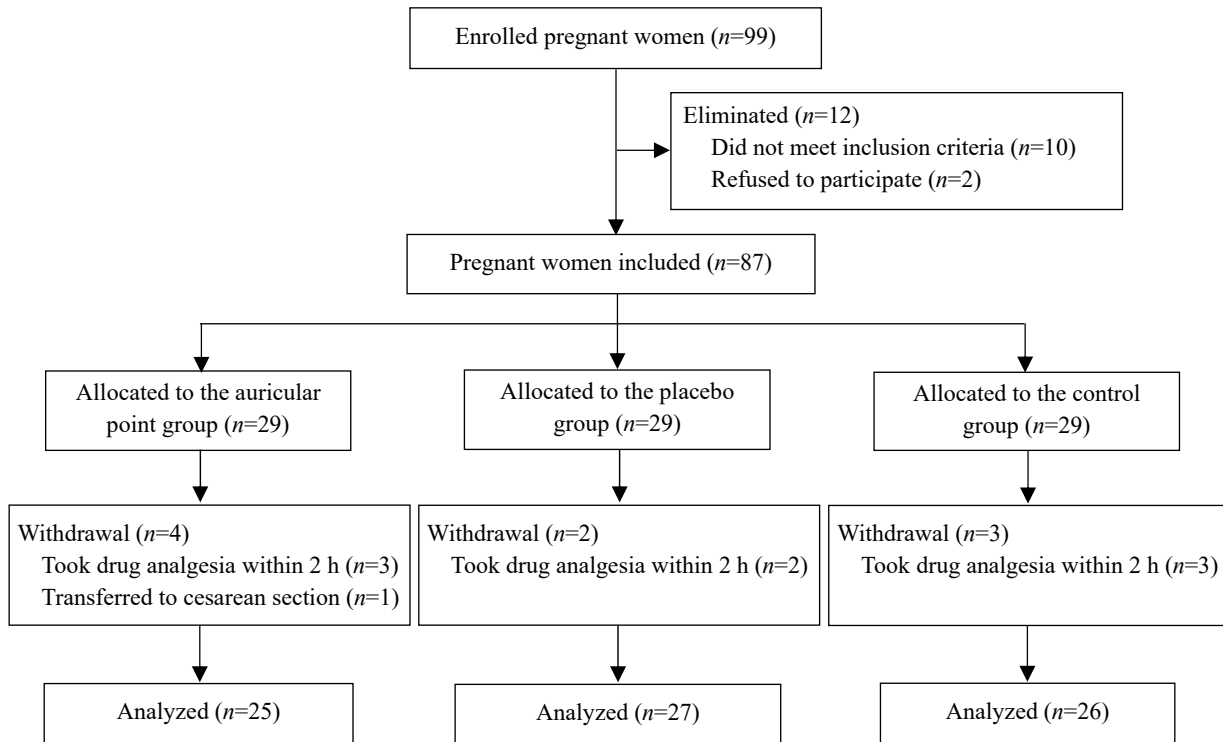 Enrolled pregnant women (n=99)
Eliminated (n=12)
Did not meet inclusion criteria (n=10)
Refused to participate (n=2)
Pregnant women included (n=87)
Allocated to the auricular
point group (n=29)
Allocated to the placebo
group (n=29)
Allocated to the control
group (n=29)
Withdrawal (n=4)
Took drug analgesia within 2 h (n=3)
Transferred to cesarean section (n=1)
Withdrawal (n=2)
Took drug analgesia within 2 h (n=2)
Withdrawal (n=3)
Took drug analgesia within 2 h (n=3)
Analyzed (n=25)
Analyzed (n=27)
Analyzed (n=26)